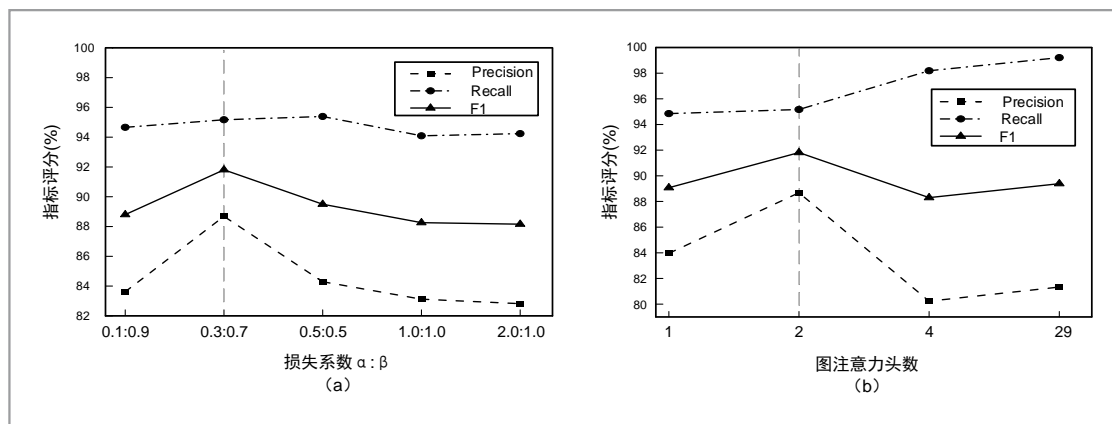 100
98
96
94
92
90
88
86
84
82
指标评分(%)
Precision
Recall
F1
0.1:0.9 0.3:0.7 0.5:0.5 1.0:1.0 2.0:1.0
损失系数 α : β
（a）
100
98
96
94
92
90
88
86
84
82
80
指标评分(%)
Precision
Recall
F1
1 2 4 29
图注意力头数
（b）